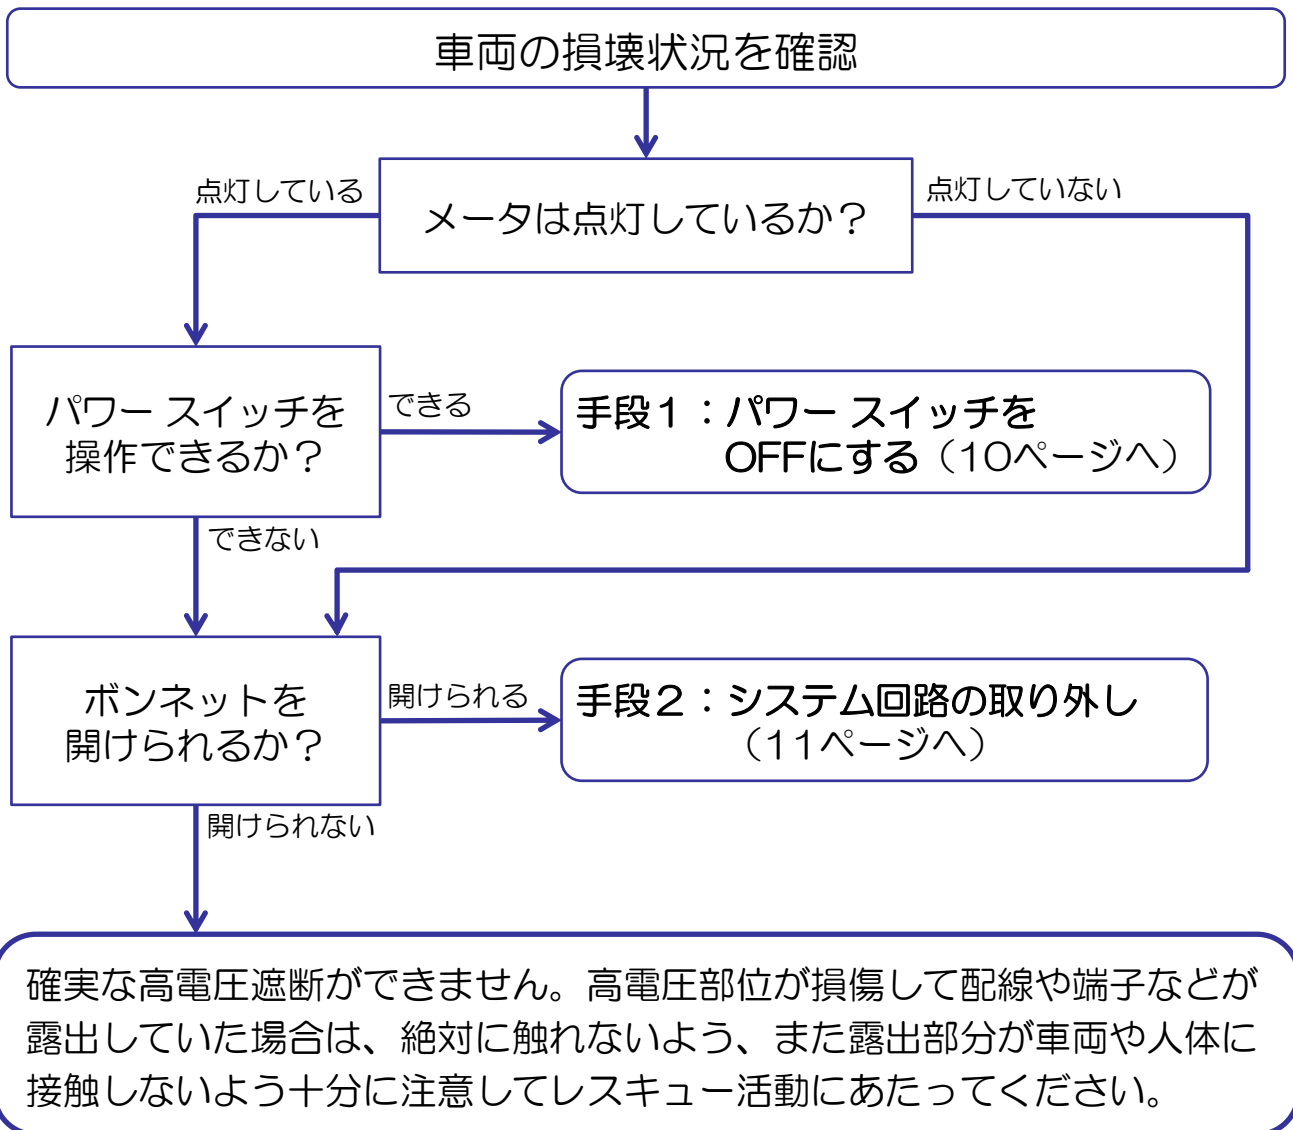 車両の損壊状況を確認
点灯している
メータは点灯しているか？
点灯していない
パワー スイッチを
操作できるか？
できる
手段１：パワー スイッチを
OFFにする（10ページへ）
できない
ボンネットを
開けられるか？
開けられる
手段２：システム回路の取り外し
（11ページへ）
開けられない
確実な高電圧遮断ができません。高電圧部位が損傷して配線や端子などが
露出していた場合は、絶対に触れないよう、また露出部分が車両や人体に
接触しないよう十分に注意してレスキュー活動にあたってください。